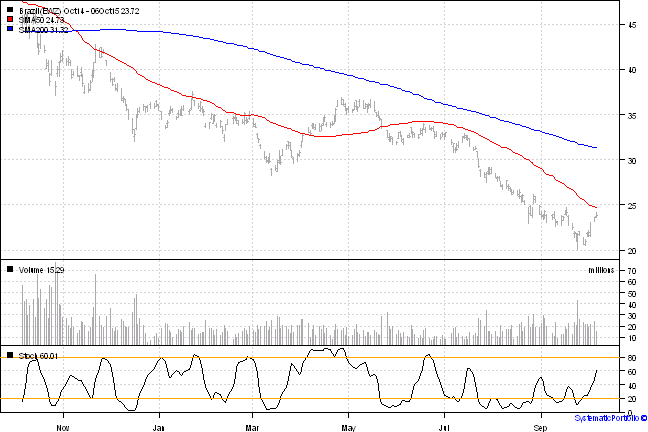 Brazil(EWZ) Oct14 - 06Oct15 23.72
SMA50 24.73
SMA200 31.32
45
40
35
30
25
20
Volume 15.29
millions
70
60
50
40
30
20
10
Stoch 60.01
80
60
40
20
0
Nov
Jan
Mar
May
Jul
Sep
SystematicPortfolio ©